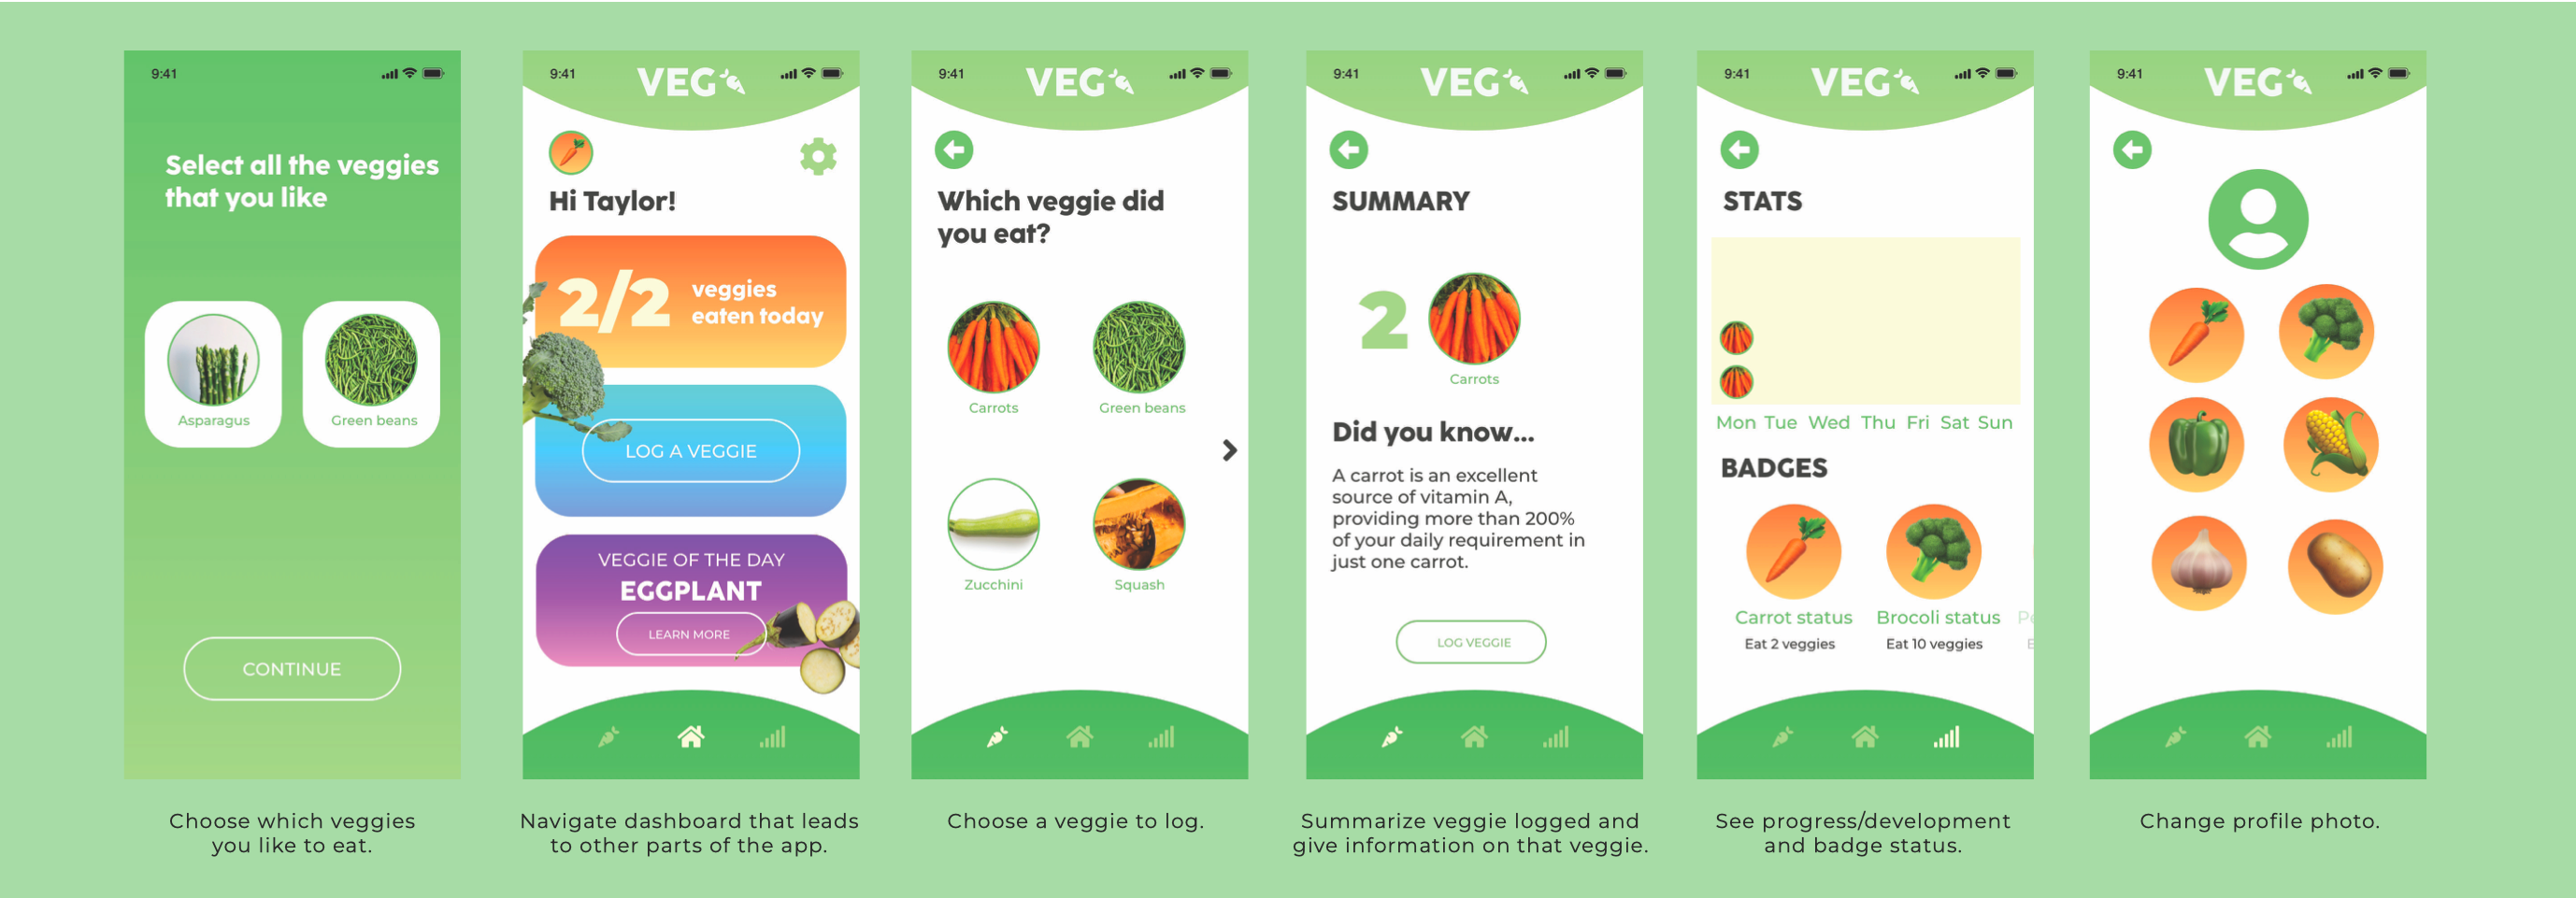 9:41
Select all the veggies
that you like
Asparagus
Green beans
CONTINUE
Choose which veggies
you like to eat.
9:41
VEG
Hi Taylor!
2/2
veggies
eaten today
LOG A VEGGIE
VEGGIE OF THE DAY
EGGPLANT
LEARN MORE
Navigate dashboard that leads
to other parts of the app.
9:41
VEG
Which veggie did
you eat?
Carrots
Green beans
Zucchini
Squash
Choose a veggie to log.
9:41
VEG
SUMMARY
2
Carrots
Did you know...
A carrot is an excellent
source of vitamin A,
providing more than 200%
of your daily requirement in
just one carrot.
LOG VEGGIE
Summarize veggie logged and
give information on that veggie.
9:41
VEG
STATS
Mon Tue Wed Thu Fri Sat Sun
BADGES
Carrot status
Eat 2 veggies
Brocoli status
Eat 10 veggies
See progress/development
and badge status.
9:41
VEG
Change profile photo.